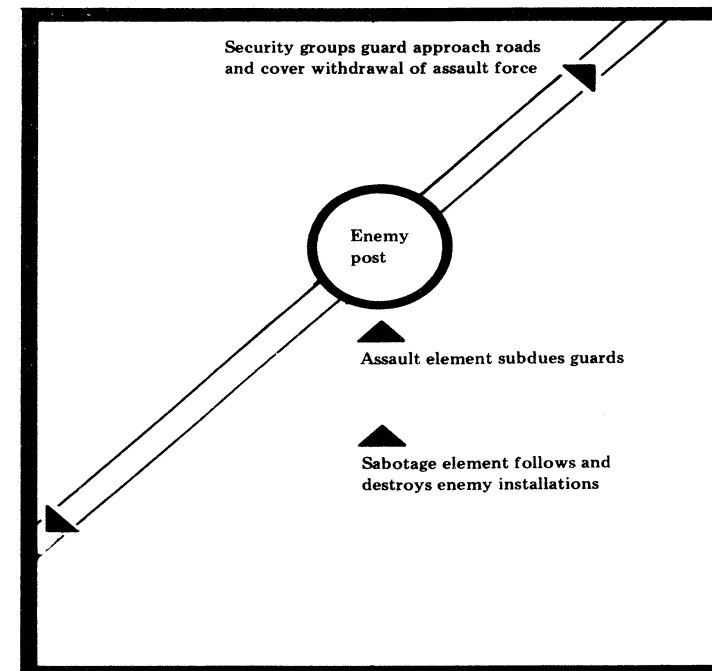 Security groups guard approach roads
and cover withdrawal of assault force
Enemy
post
Assault element subdues guards
Sabotage element follows and
destroys enemy installations